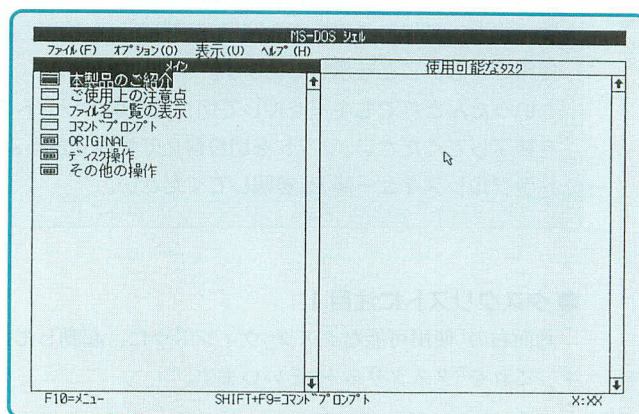 MS-DOS ｼｪﾙ
ﾌｧｲﾙ(F) ｵﾌﾟｼｮﾝ(O) 表示(V) ﾍﾙﾌﾟ(H)
ﾒｲﾝ
使用可能なﾀｽｸ
本製品のご紹介
ご使用上の注意点
ﾌｧｲﾙ名一覧の表示
ｺﾏﾝﾄﾞﾌﾟﾛﾝﾌﾟﾄ
ORIGINAL
ﾃﾞｨｽｸ操作
その他の操作
F10=ﾒﾆｭｰ SHIFT+F9=ｺﾏﾝﾄﾞﾌﾟﾛﾝﾌﾟﾄ X:XX